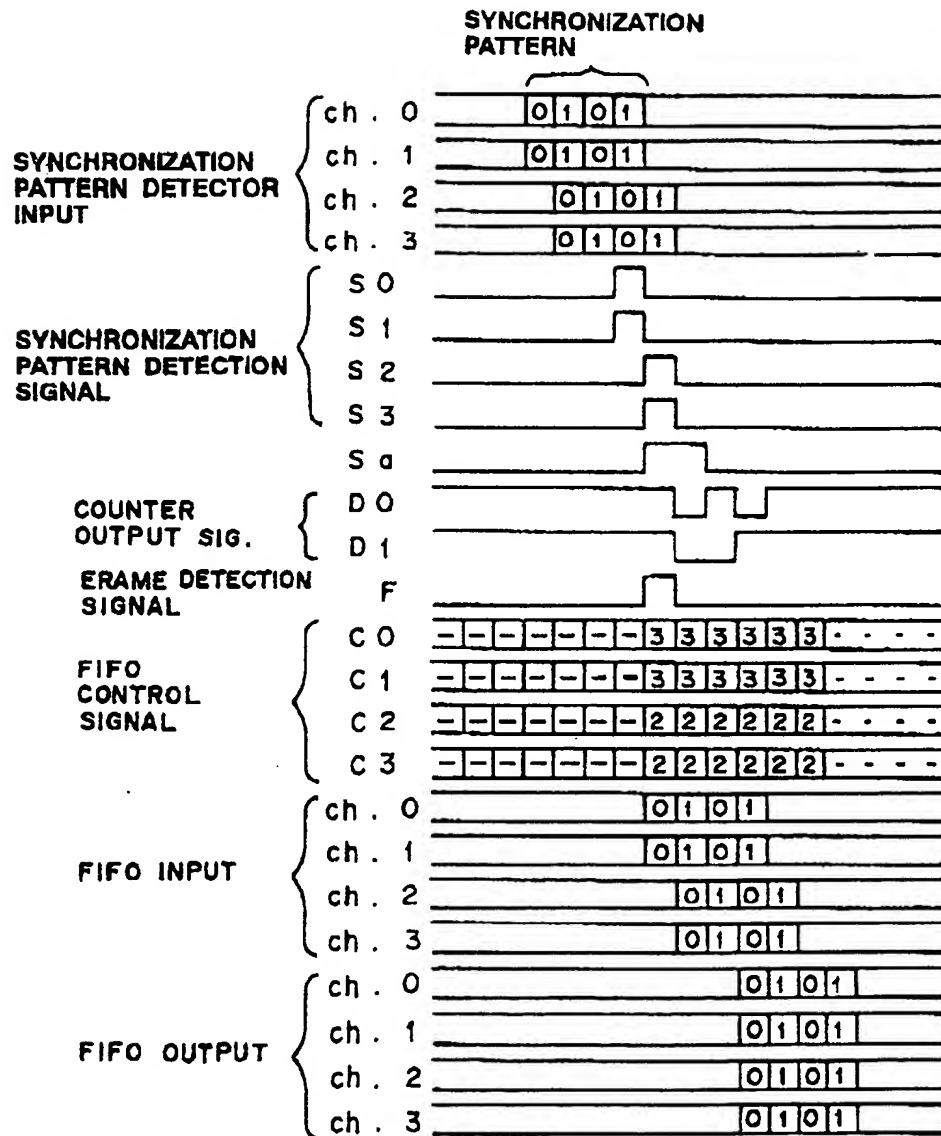 SYNCHRONIZATION
PATTERN
SYNCHRONIZATION
PATTERN DETECTOR
INPUT
ch. 0 0 1 0 1
ch. 1 0 1 0 1
ch. 2 0 1 0 1
ch. 3 0 1 0 1
SYNCHRONIZATION
PATTERN DETECTION
SIGNAL
S 0
S 1
S 2
S 3
S a
COUNTER
OUTPUT SIG.
D 0
D 1
ERAME DETECTION
SIGNAL
F
FIFO
CONTROL
SIGNAL
C 0 - - - - - - - 3 3 3 3 3 3 - - - -
C 1 - - - - - - - 3 3 3 3 3 3 - - - -
C 2 - - - - - - - 2 2 2 2 2 2 - - - -
C 3 - - - - - - - 2 2 2 2 2 2 - - - -
FIFO INPUT
ch. 0 0 1 0 1
ch. 1 0 1 0 1
ch. 2 0 1 0 1
ch. 3 0 1 0 1
FIFO OUTPUT
ch. 0 0 1 0 1
ch. 1 0 1 0 1
ch. 2 0 1 0 1
ch. 3 0 1 0 1